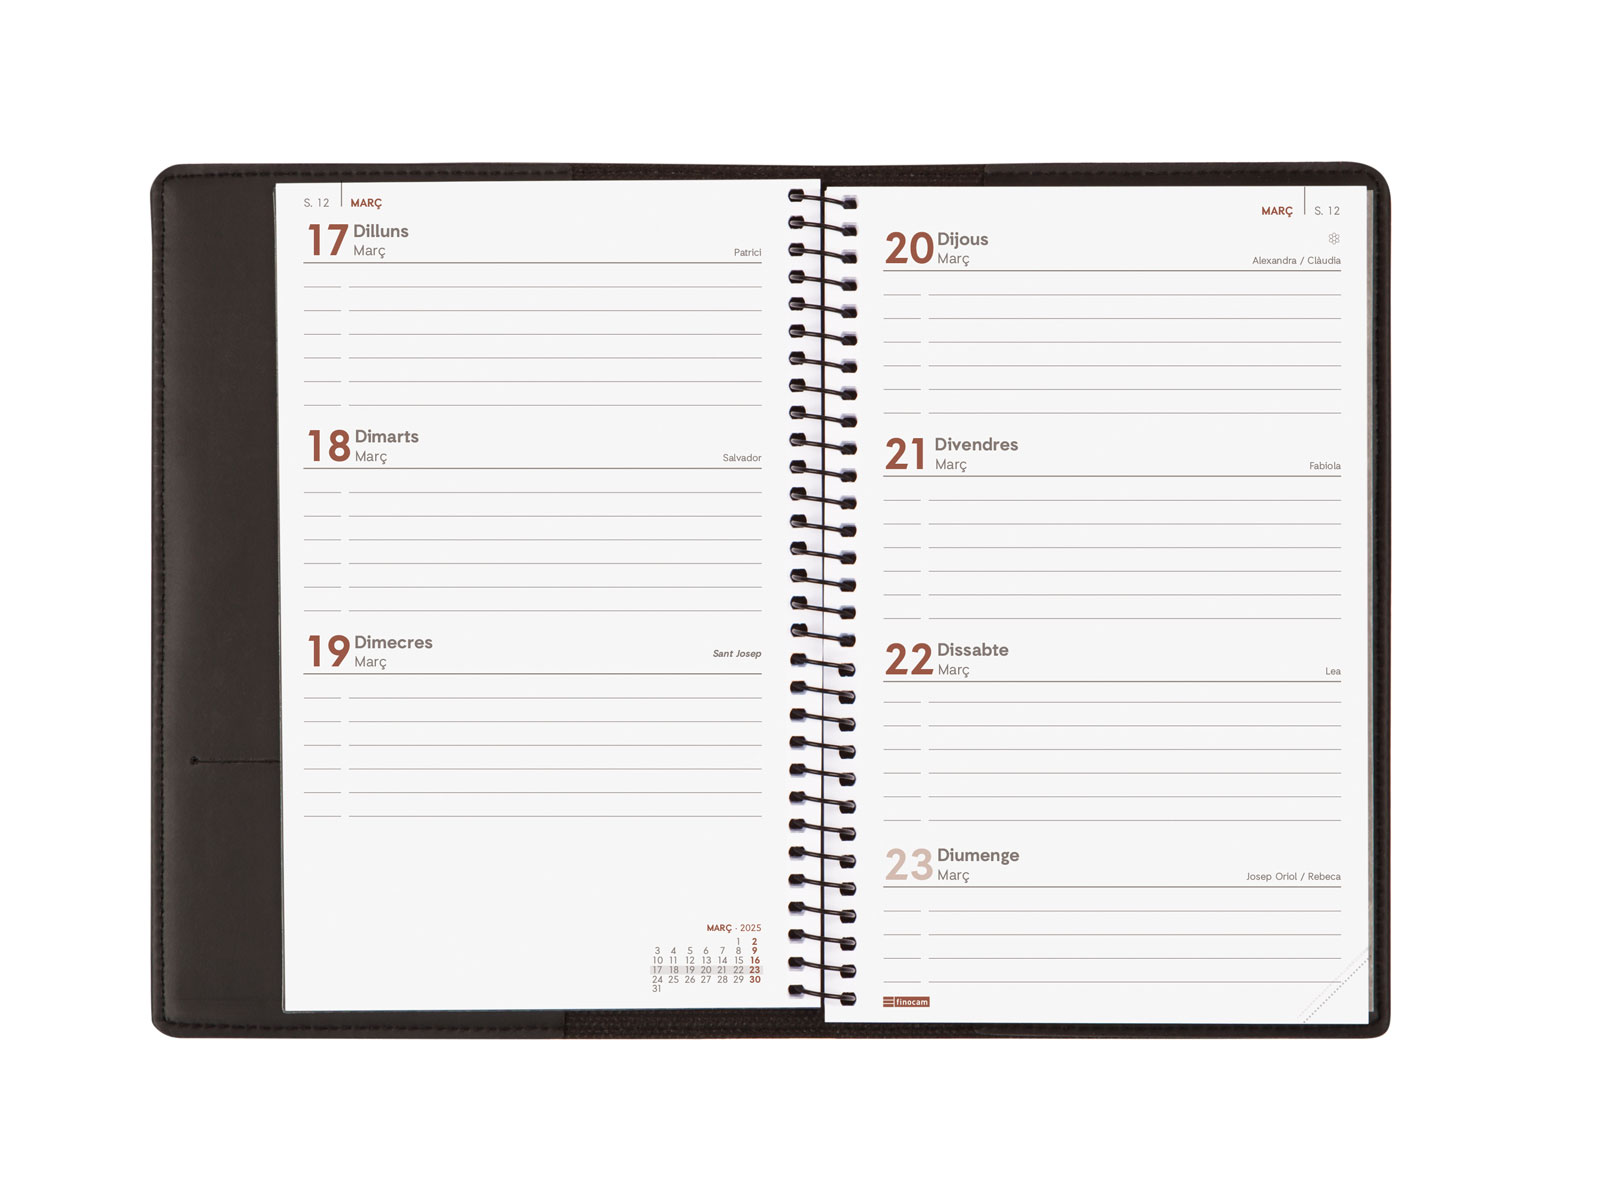 S. 12 MARÇ
17 Dilluns
Març
Patrici
18 Dimarts
Març
Salvador
19 Dimecres
Març
Sant Josep
MARÇ · 2025
1 2
3 4 5 6 7 8 9
10 11 12 13 14 15 16
17 18 19 20 21 22 23
24 25 26 27 28 29 30
31
MARÇ S. 12
20 Dijous
Març
Alexandra / Clàudia
21 Divendres
Març
Fabiola
22 Dissabte
Març
Lea
23 Diumenge
Març
Josep Oriol / Rebeca
finocam